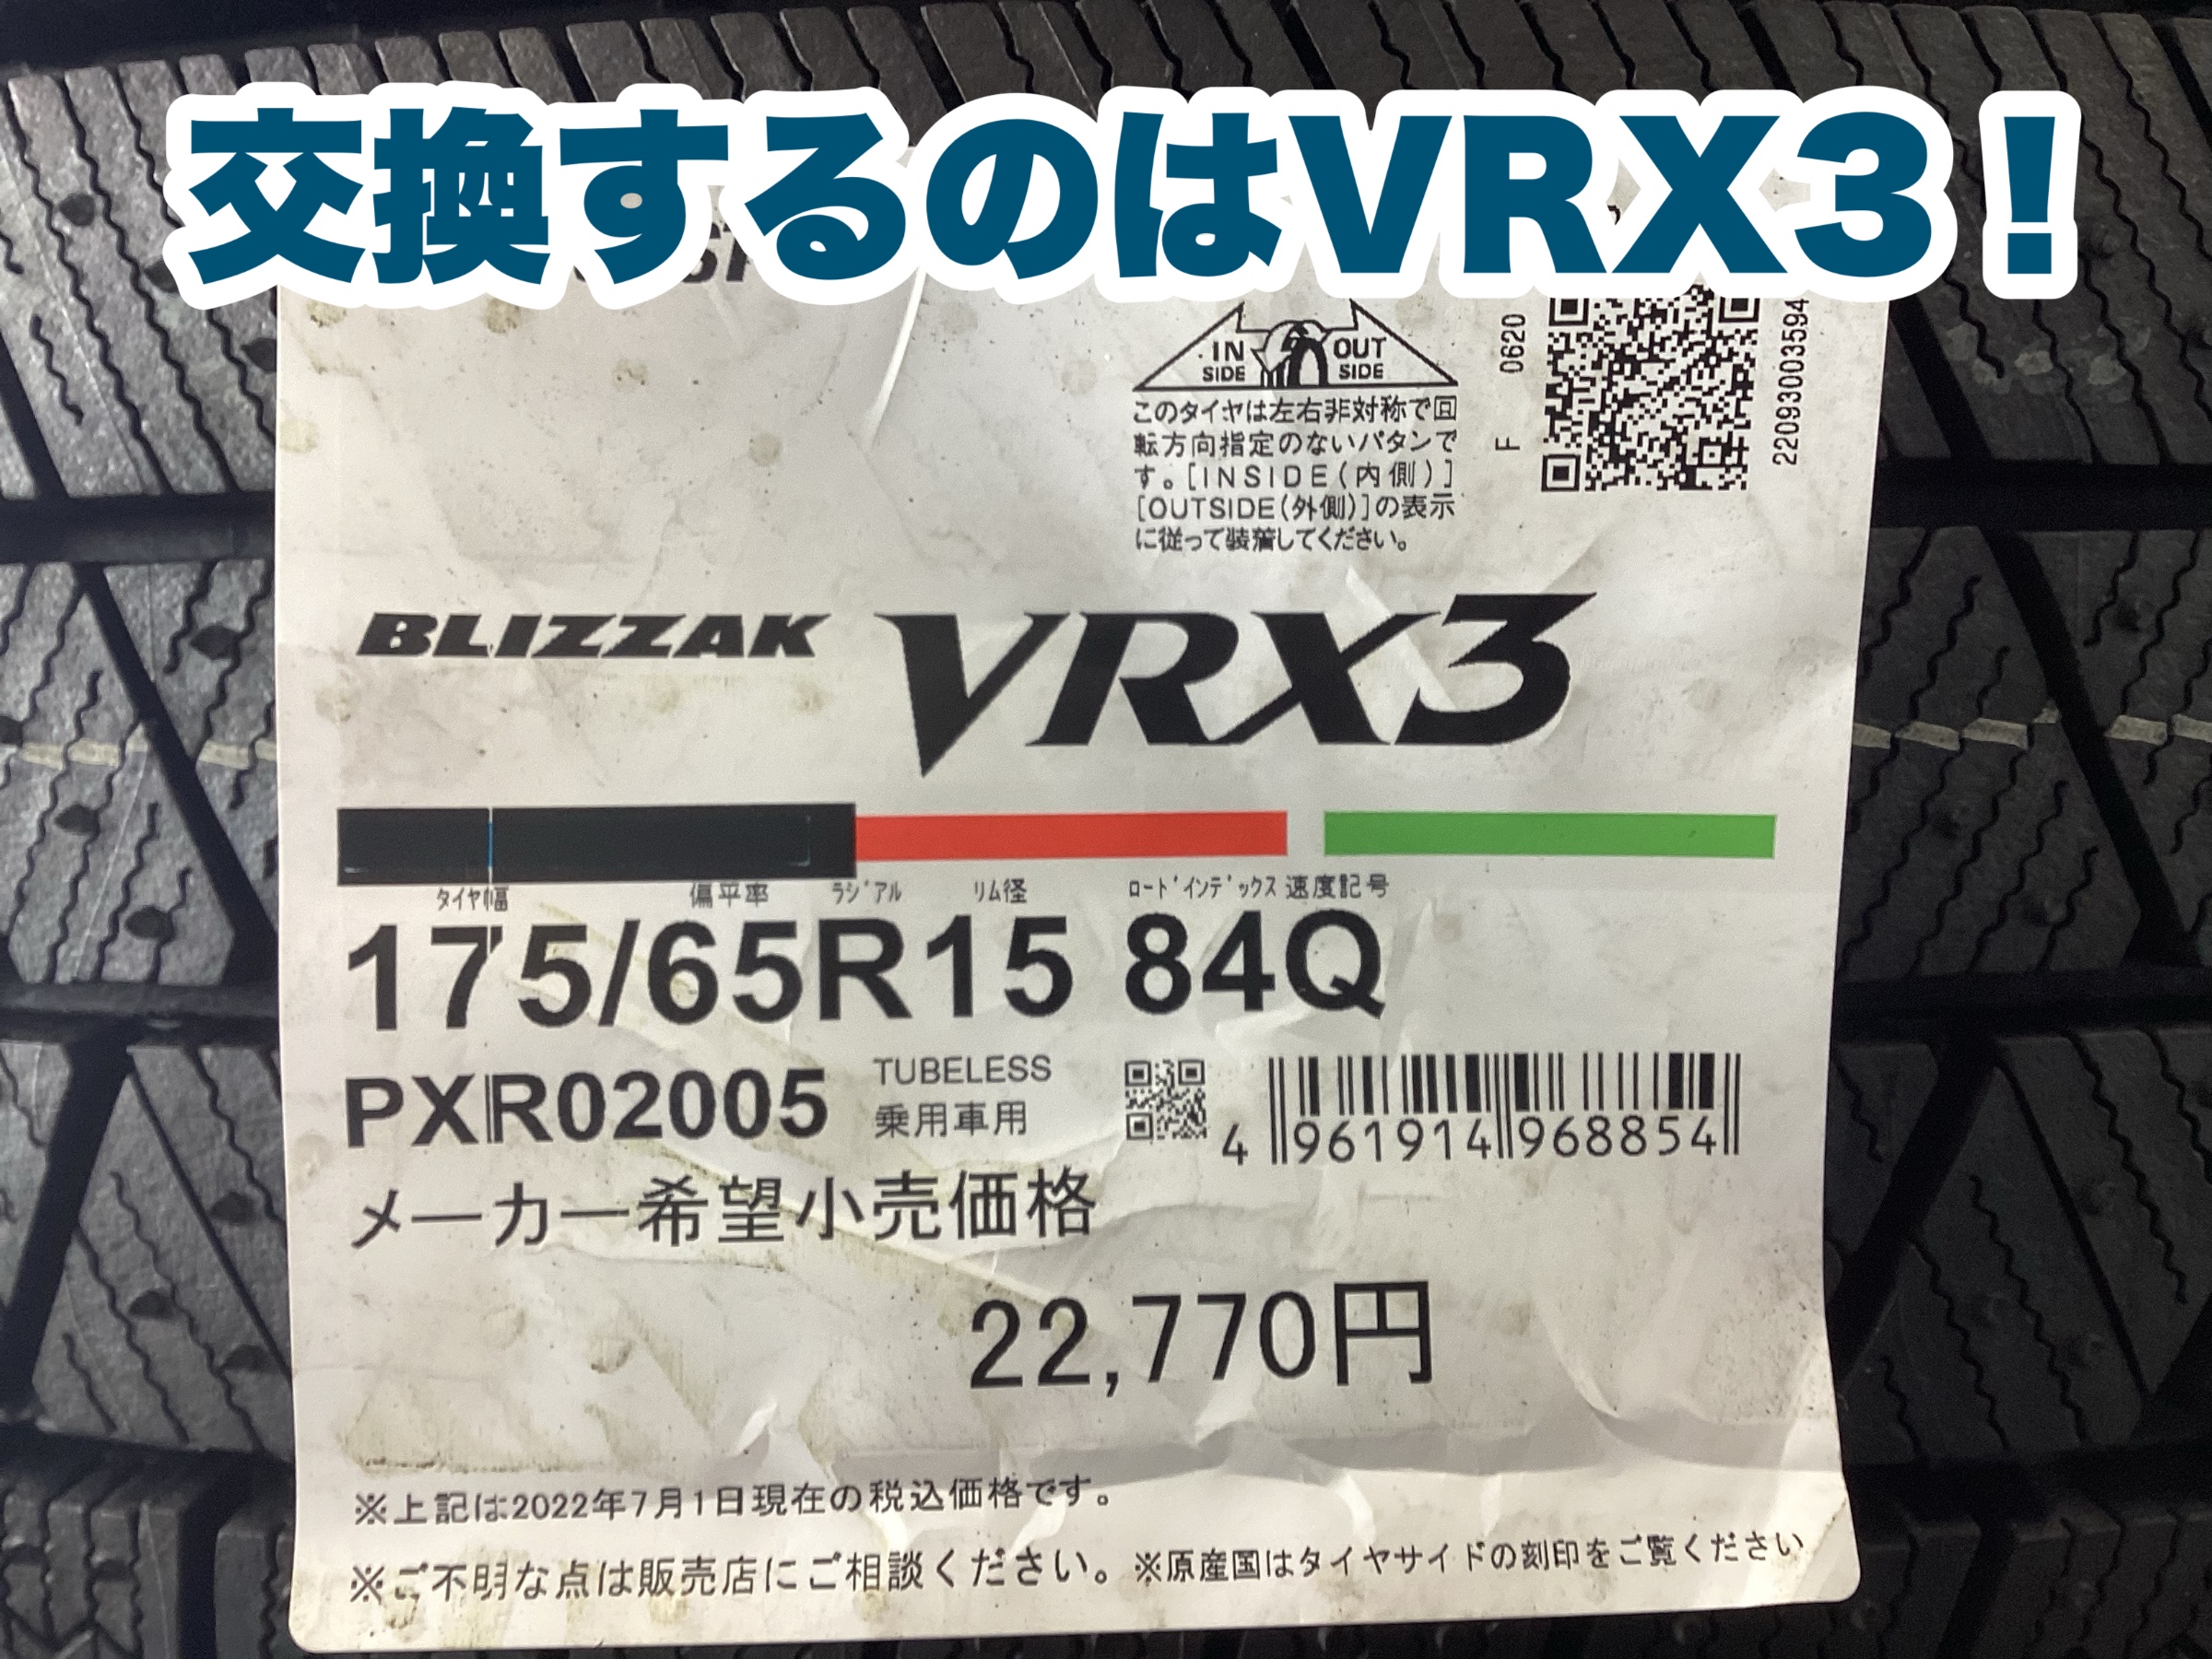 交換するのはVRX3！
IN SIDE
OUT SIDE
このタイヤは左右非対称で回
転方向指定のないパタンで
す。[INSIDE(内側)]
[OUTSIDE(外側)]の表示
に従って装着してください。
F 0620
22093003594
BLIZZAK VRX3
タイヤ幅 偏平率 ラジアル リム径 ロードインデックス 速度記号
175/65R15 84Q
PXR02005
TUBELESS
乗用車用
4 961914 968854
メーカー希望小売価格
22,770円
※上記は2022年7月1日現在の税込価格です。
※ご不明な点は販売店にご相談ください。※原産国はタイヤサイドの刻印をご覧ください